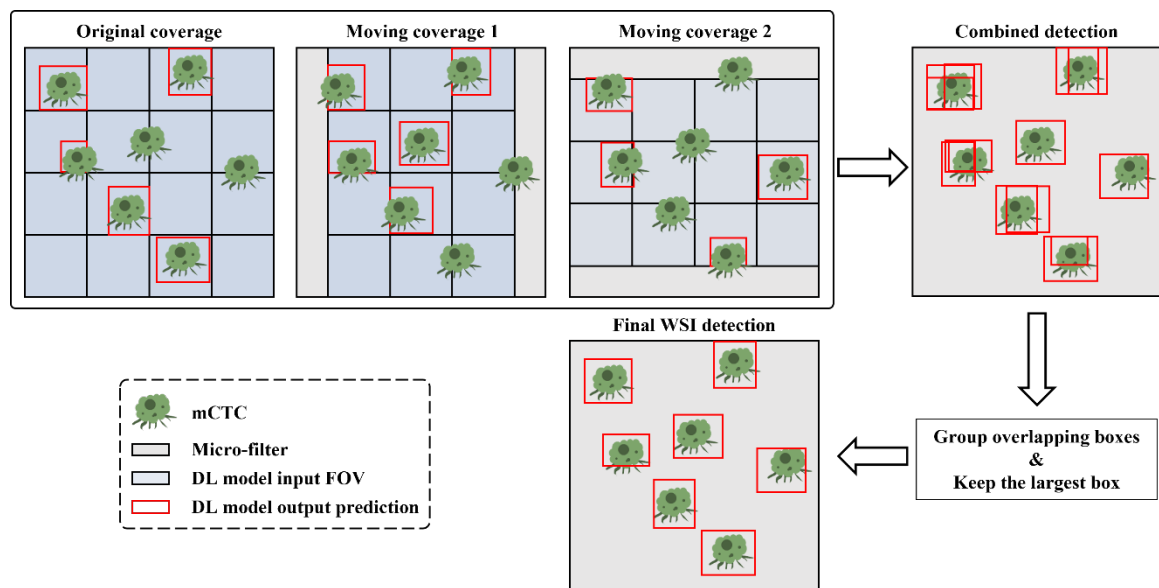 Original coverage
Moving coverage 1
Moving coverage 2
Combined detection
Final WSI detection
mCTC
Micro-filter
DL model input FOV
DL model output prediction
Group overlapping boxes
&
Keep the largest box